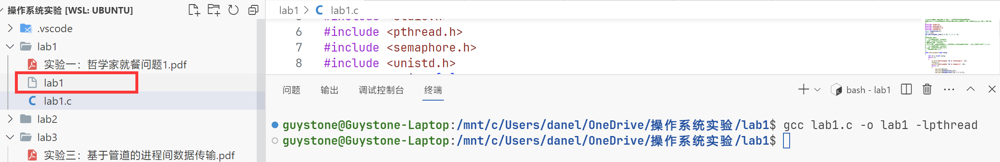 操作系统实验 [WSL: UBUNTU]
.vscode
lab1
实验一：哲学家就餐问题1.pdf
lab1
lab1.c
lab2
lab3
实验三：基于管道的进程间数据传输.pdf
lab1 > C lab1.c
#include <stdio.h>
6 #include <pthread.h>
7 #include <semaphore.h>
8 #include <unistd.h>
问题 输出 调试控制台 终端
bash - lab1
guystone@Guystone-Laptop:/mnt/c/Users/danel/OneDrive/操作系统实验/lab1$ gcc lab1.c -o lab1 -lpthread
guystone@Guystone-Laptop:/mnt/c/Users/danel/OneDrive/操作系统实验/lab1$